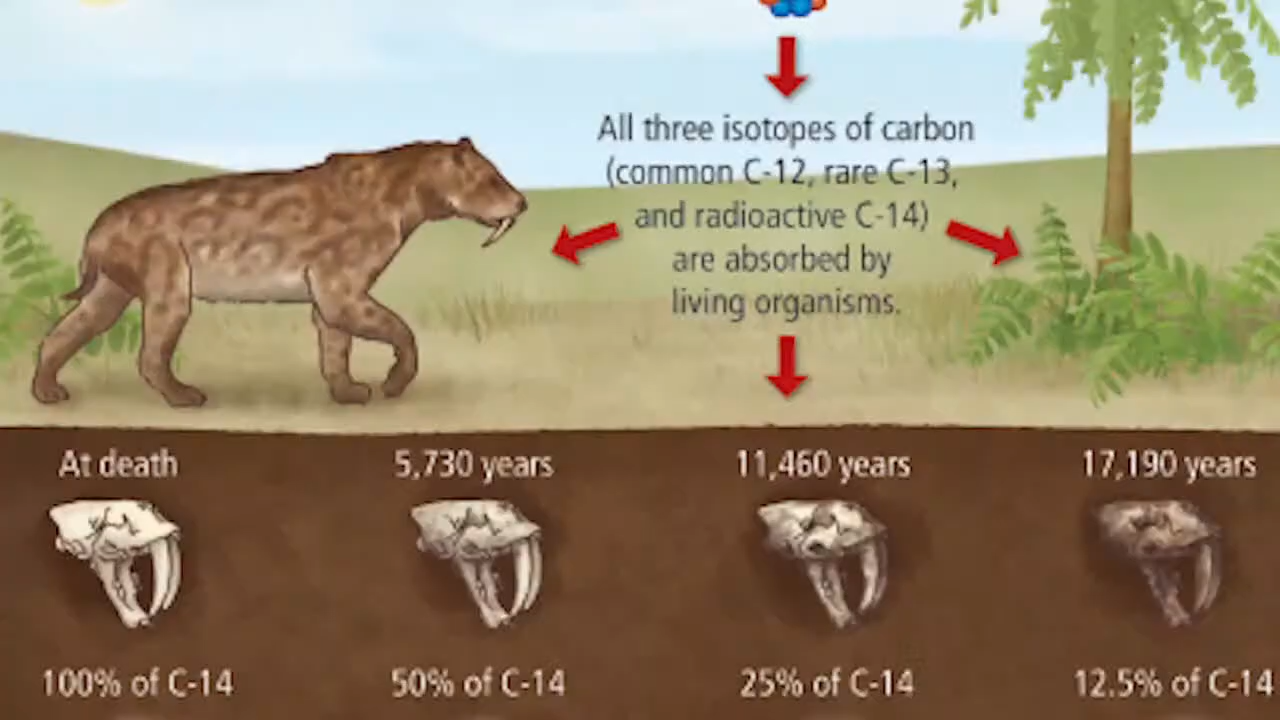 All three isotopes of carbon
(common C-12, rare C-13,
and radioactive C-14)
are absorbed by
living organisms.
At death
5,730 years
11,460 years
17,190 years
100% of C-14
50% of C-14
25% of C-14
12.5% of C-14